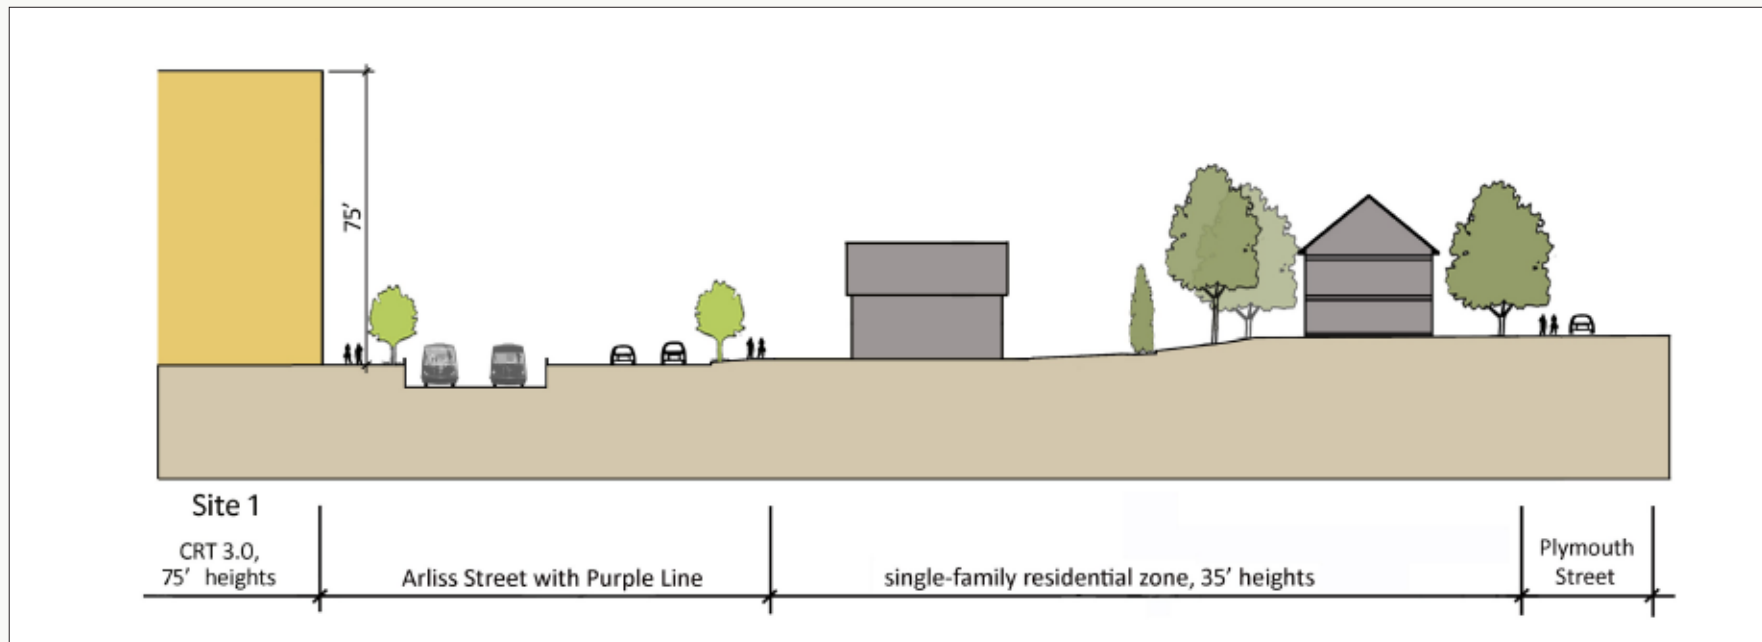 75’
Site 1
CRT 3.0,
75’ heights
Arliss Street with Purple Line
single-family residential zone, 35’ heights
Plymouth
Street